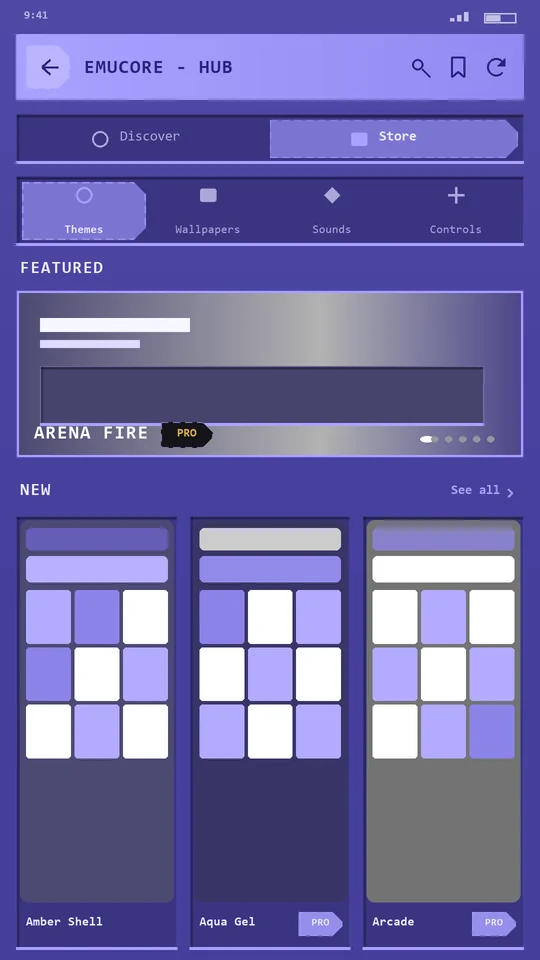 9:41
EMUCORE - HUB
Discover
Store
Themes
Wallpapers
Sounds
Controls
FEATURED
ARENA FIRE
PRO
NEW
See all
Amber Shell
Aqua Gel
PRO
Arcade
PRO